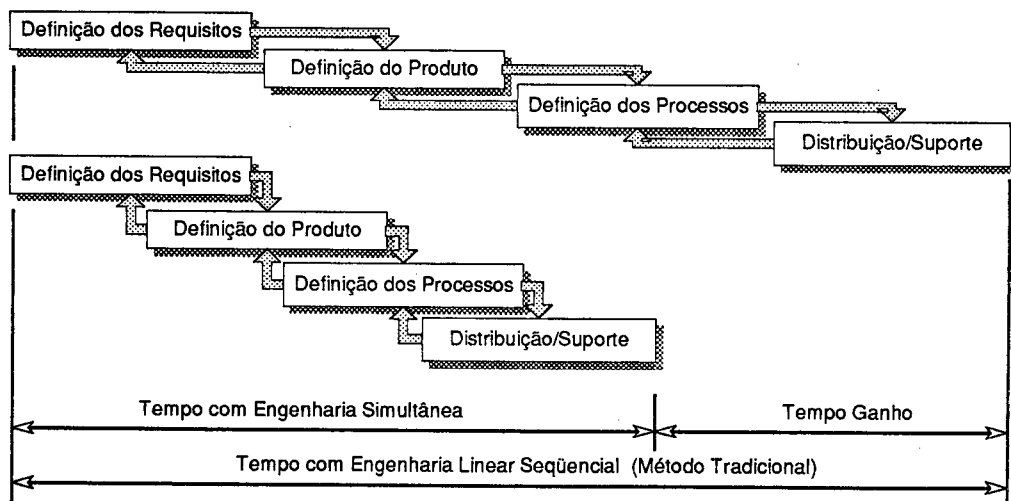 Definição dos Requisitos
Definição do Produto
Definição dos Processos
Distribuição/Suporte
Definição dos Requisitos
Definição do Produto
Definição dos Processos
Distribuição/Suporte
Tempo com Engenharia Simultânea
Tempo Ganho
Tempo com Engenharia Linear Seqüencial (Método Tradicional)